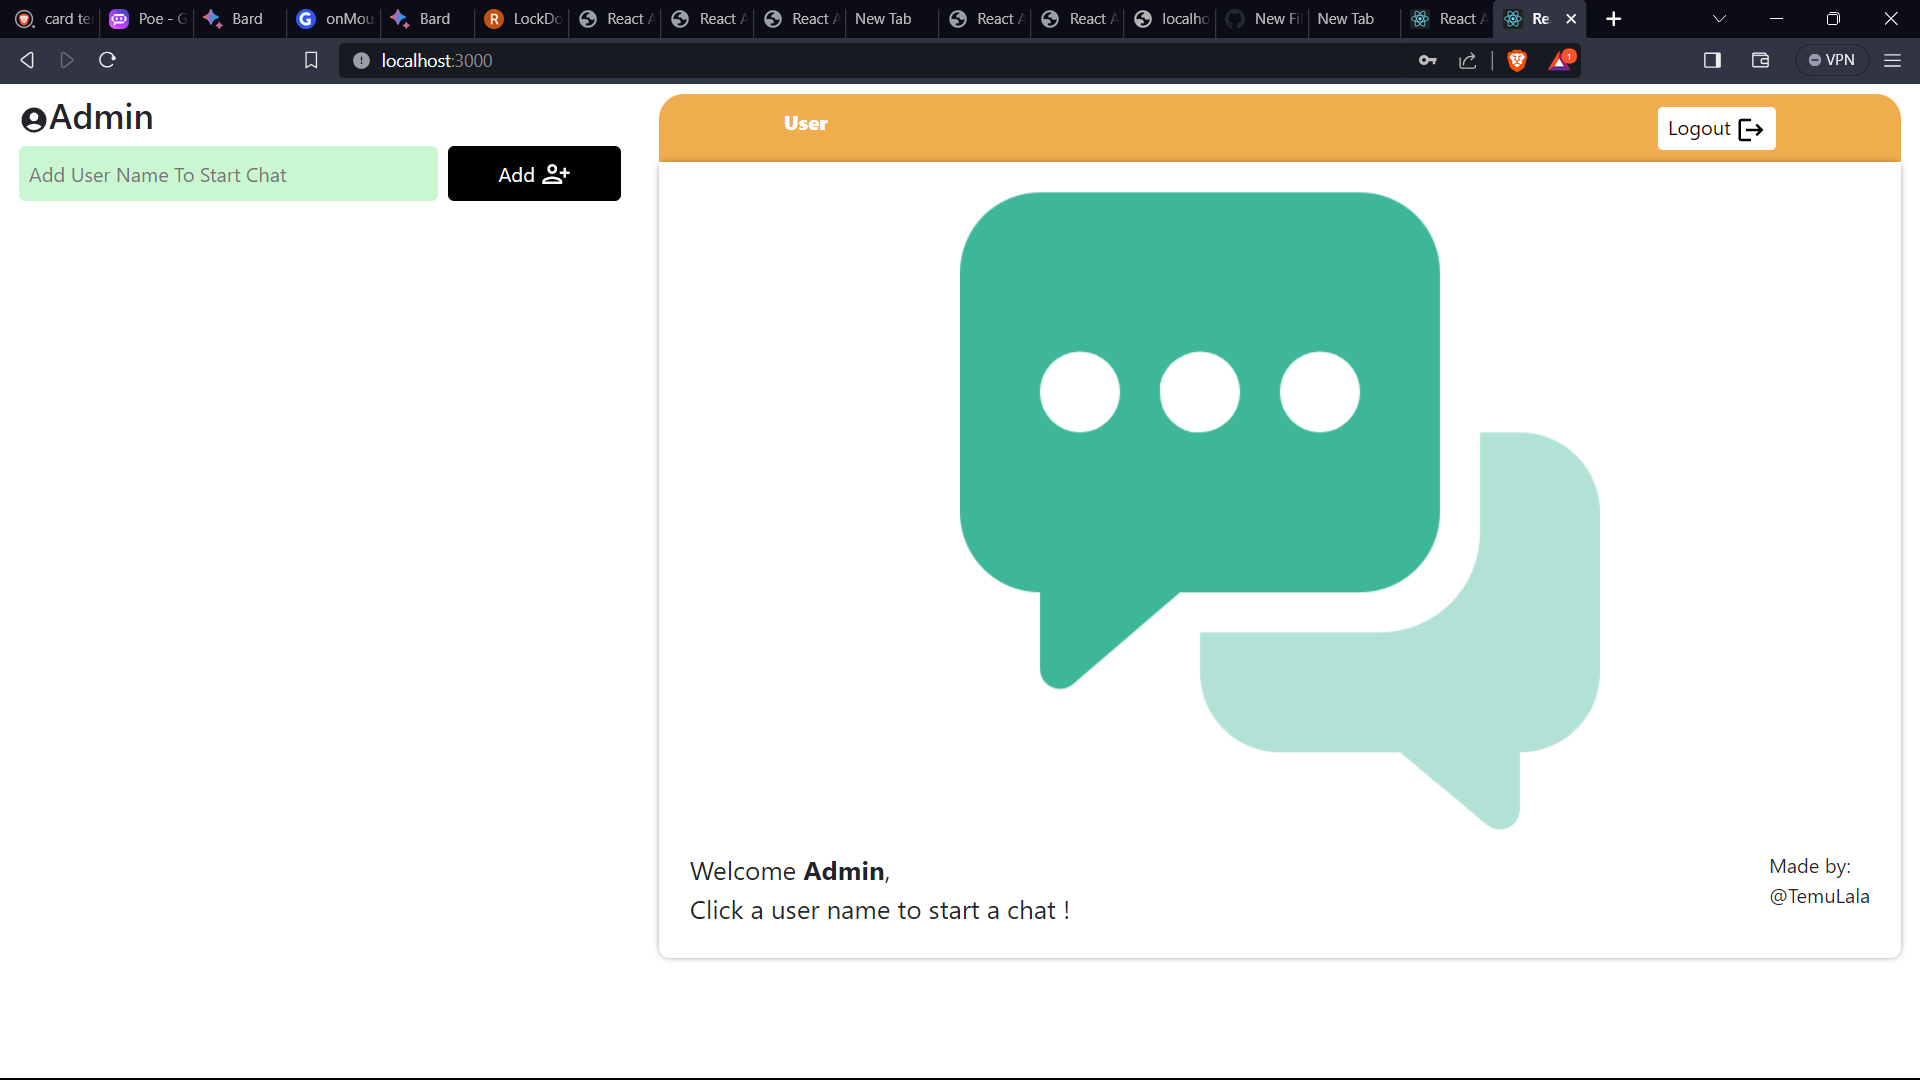 card te
Poe - G
Bard
onMou
Bard
LockDo
React A
React A
React A
New Tab
React A
React A
localho
New Fi
New Tab
React A
Re
localhost:3000
1
VPN
Admin
Add User Name To Start Chat
Add
User
Logout
Welcome Admin,
Click a user name to start a chat !
Made by:
@TemuLala